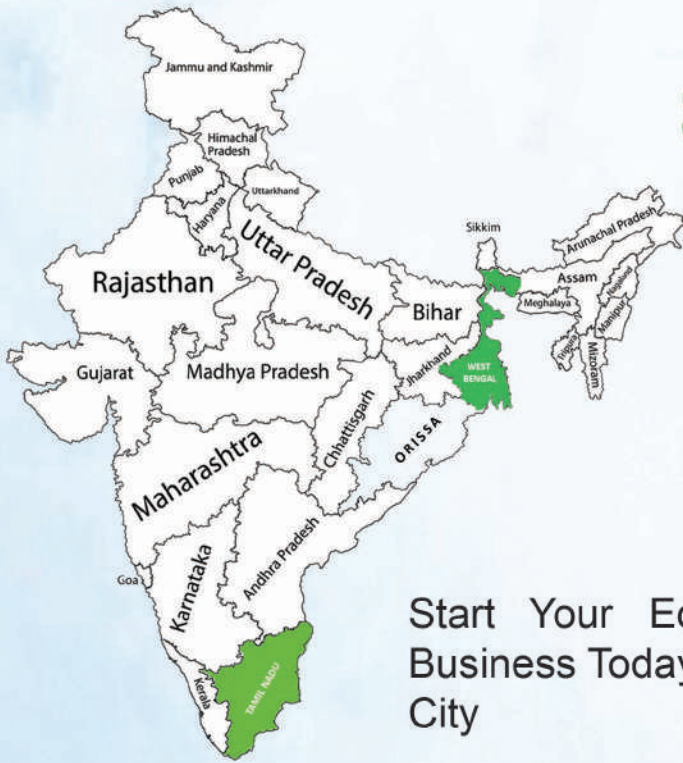 Jammu and Kashmir
Himachal
Pradesh
Punjab
Uttarkhand
Haryana
Uttar Pradesh
Rajasthan
Sikkim
Arunachal Pradesh
Assam
Nagaland
Meghalaya
Manipur
Tripura
Mizoram
Bihar
Gujarat
Madhya Pradesh
Jharkhand
WEST
BENGAL
Chhattisgarh
ORISSA
Maharashtra
Andhra Pradesh
Karnataka
Goa
Kerala
TAMIL NADU
Start Your
Business Today
City